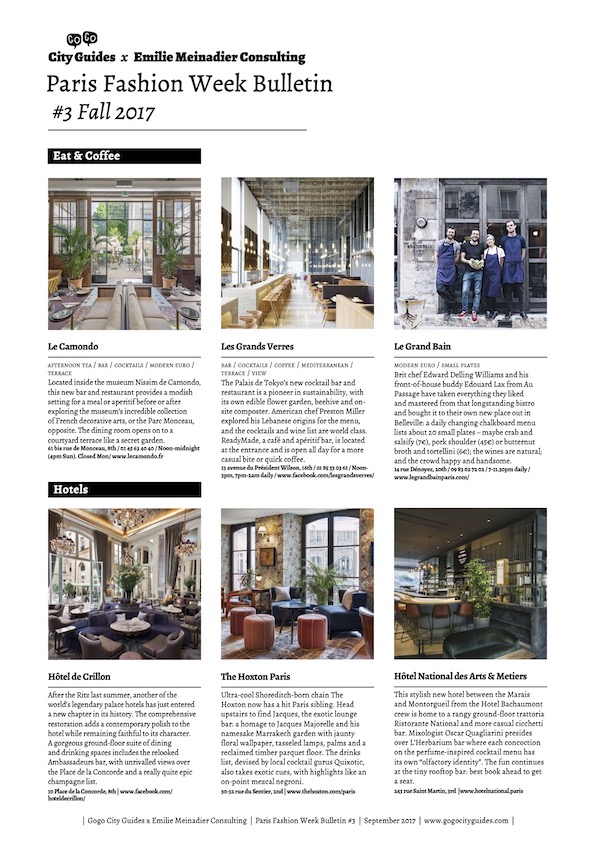 GO GO
City Guides x Emilie Meinadier Consulting
Paris Fashion Week Bulletin
#3 Fall 2017
Eat & Coffee
Le Camondo
AFTERNOON TEA / BAR / COCKTAILS / MODERN EURO /
TERRACE
Located inside the museum Nissim de Camondo,
this new bar and restaurant provides a modish
setting for a meal or aperitif before or after
exploring the museum's incredible collection
of French decorative arts, or the Parc Monceau,
opposite. The dining room opens on to a
courtyard terrace like a secret garden.
61 bis rue de Monceau, 8th / 01 45 63 40 40 / Noon-midnight
(4pm Sun). Closed Mon/ www.lecamondo.fr
Les Grands Verres
BAR / COCKTAILS / COFFEE / MEDITERRANEAN /
TERRACE / VIEW
The Palais de Tokyo's new cocktail bar and
restaurant is a pioneer in sustainability, with
its own edible flower garden, beehive and on-
site composter. American chef Preston Miller
explored his Lebanese origins for the menu,
and the cocktails and wine list are world class.
ReadyMade, a café and apéritif bar, is located
at the entrance and is open all day for a more
casual bite or quick coffee.
13 avenue du Président Wilson, 16th / 01 85 53 03 61 / Noon-
3pm, 7pm-2am daily / www.facebook.com/lesgrandsverres/
Le Grand Bain
MODERN EURO / SMALL PLATES
Brit chef Edward Delling Williams and his
front-of-house buddy Edouard Lax from Au
Passage have taken everything they liked
and mastered from that longstanding bistro
and bought it to their own new place out in
Belleville: a daily changing chalkboard menu
lists about 20 small plates – maybe crab and
salsify (7€), pork shoulder (45€) or butternut
broth and tortellini (6€); the wines are natural;
and the crowd happy and handsome.
14 rue Dénoyez, 20th / 09 83 02 72 02 / 7-11.30pm daily /
www.legrandbainparis.com/
Hotels
Hôtel de Crillon
After the Ritz last summer, another of the
world's legendary palace hotels has just entered
a new chapter in its history. The comprehensive
restoration adds a contemporary polish to the
hotel while remaining faithful to its character.
A gorgeous ground-floor suite of dining
and drinking spaces includes the relooked
Ambassadeurs bar, with unrivalled views over
the Place de la Concorde and a really quite epic
champagne list.
10 Place de la Concorde, 8th | www.facebook.com/
hoteldecrillon/
The Hoxton Paris
Ultra-cool Shoreditch-born chain The
Hoxton now has a hit Paris sibling. Head
upstairs to find Jacques, the exotic lounge
bar: a homage to Jacques Majorelle and his
namesake Marrakech garden with jaunty
floral wallpaper, tasseled lamps, palms and a
reclaimed timber parquet floor. The drinks
list, devised by local cocktail gurus Quixotic,
also takes exotic cues, with highlights like an
on-point mezcal negroni.
30-32 rue du Sentier, 2nd | www.thehoxton.com/paris
Hôtel National des Arts & Metiers
This stylish new hotel between the Marais
and Montorgueil from the Hotel Bachaumont
crew is home to a rangy ground-floor trattoria
Ristorante National and more casual cicchetti
bar. Mixologist Oscar Quagliarini presides
over L'Herbarium bar where each concoction
on the perfume-inspired cocktail menu has
its own "olfactory identity". The fun continues
at the tiny rooftop bar: best book ahead to get
a seat.
243 rue Saint Martin, 3rd | www.hotelnational.paris
| Gogo City Guides x Emilie Meinadier Consulting | Paris Fashion Week Bulletin #3 | September 2017 | www.gogocityguides.com |